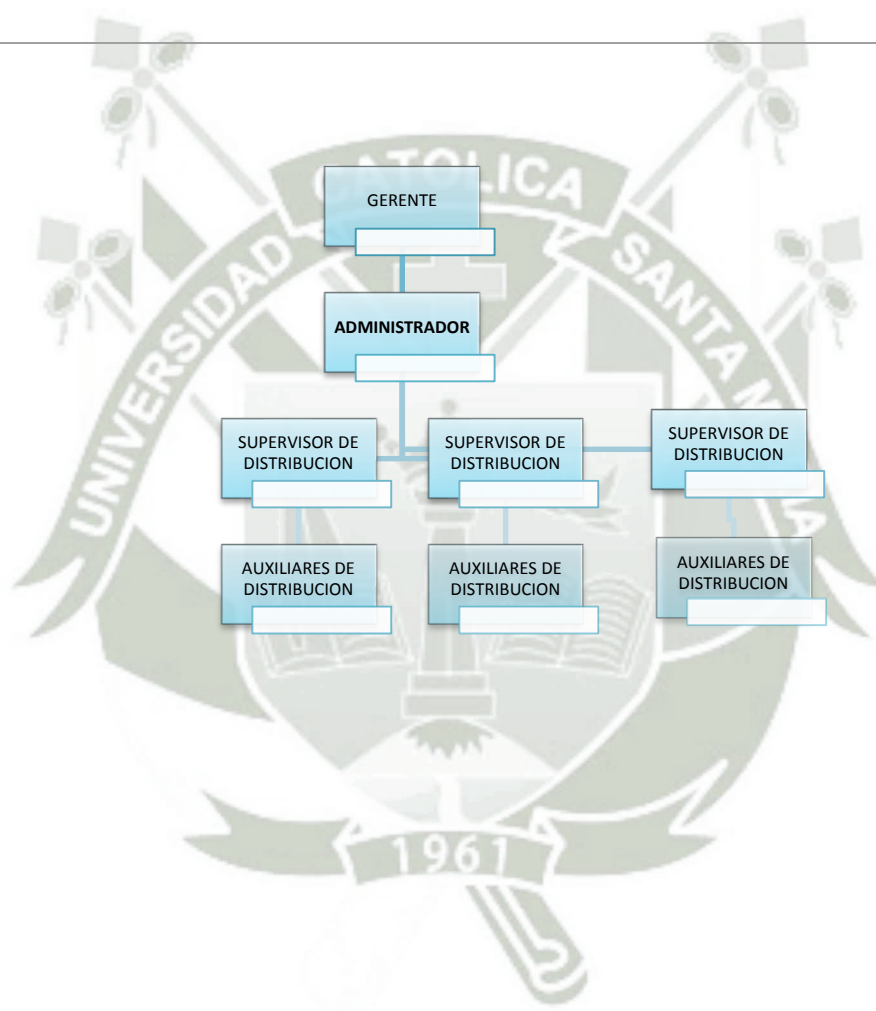 GERENTE
ADMINISTRADOR
SUPERVISOR DE
DISTRIBUCION
SUPERVISOR DE
DISTRIBUCION
SUPERVISOR DE
DISTRIBUCION
AUXILIARES DE
DISTRIBUCION
AUXILIARES DE
DISTRIBUCION
AUXILIARES DE
DISTRIBUCION
UNIVERSIDAD CATOLICA SANTA
1961